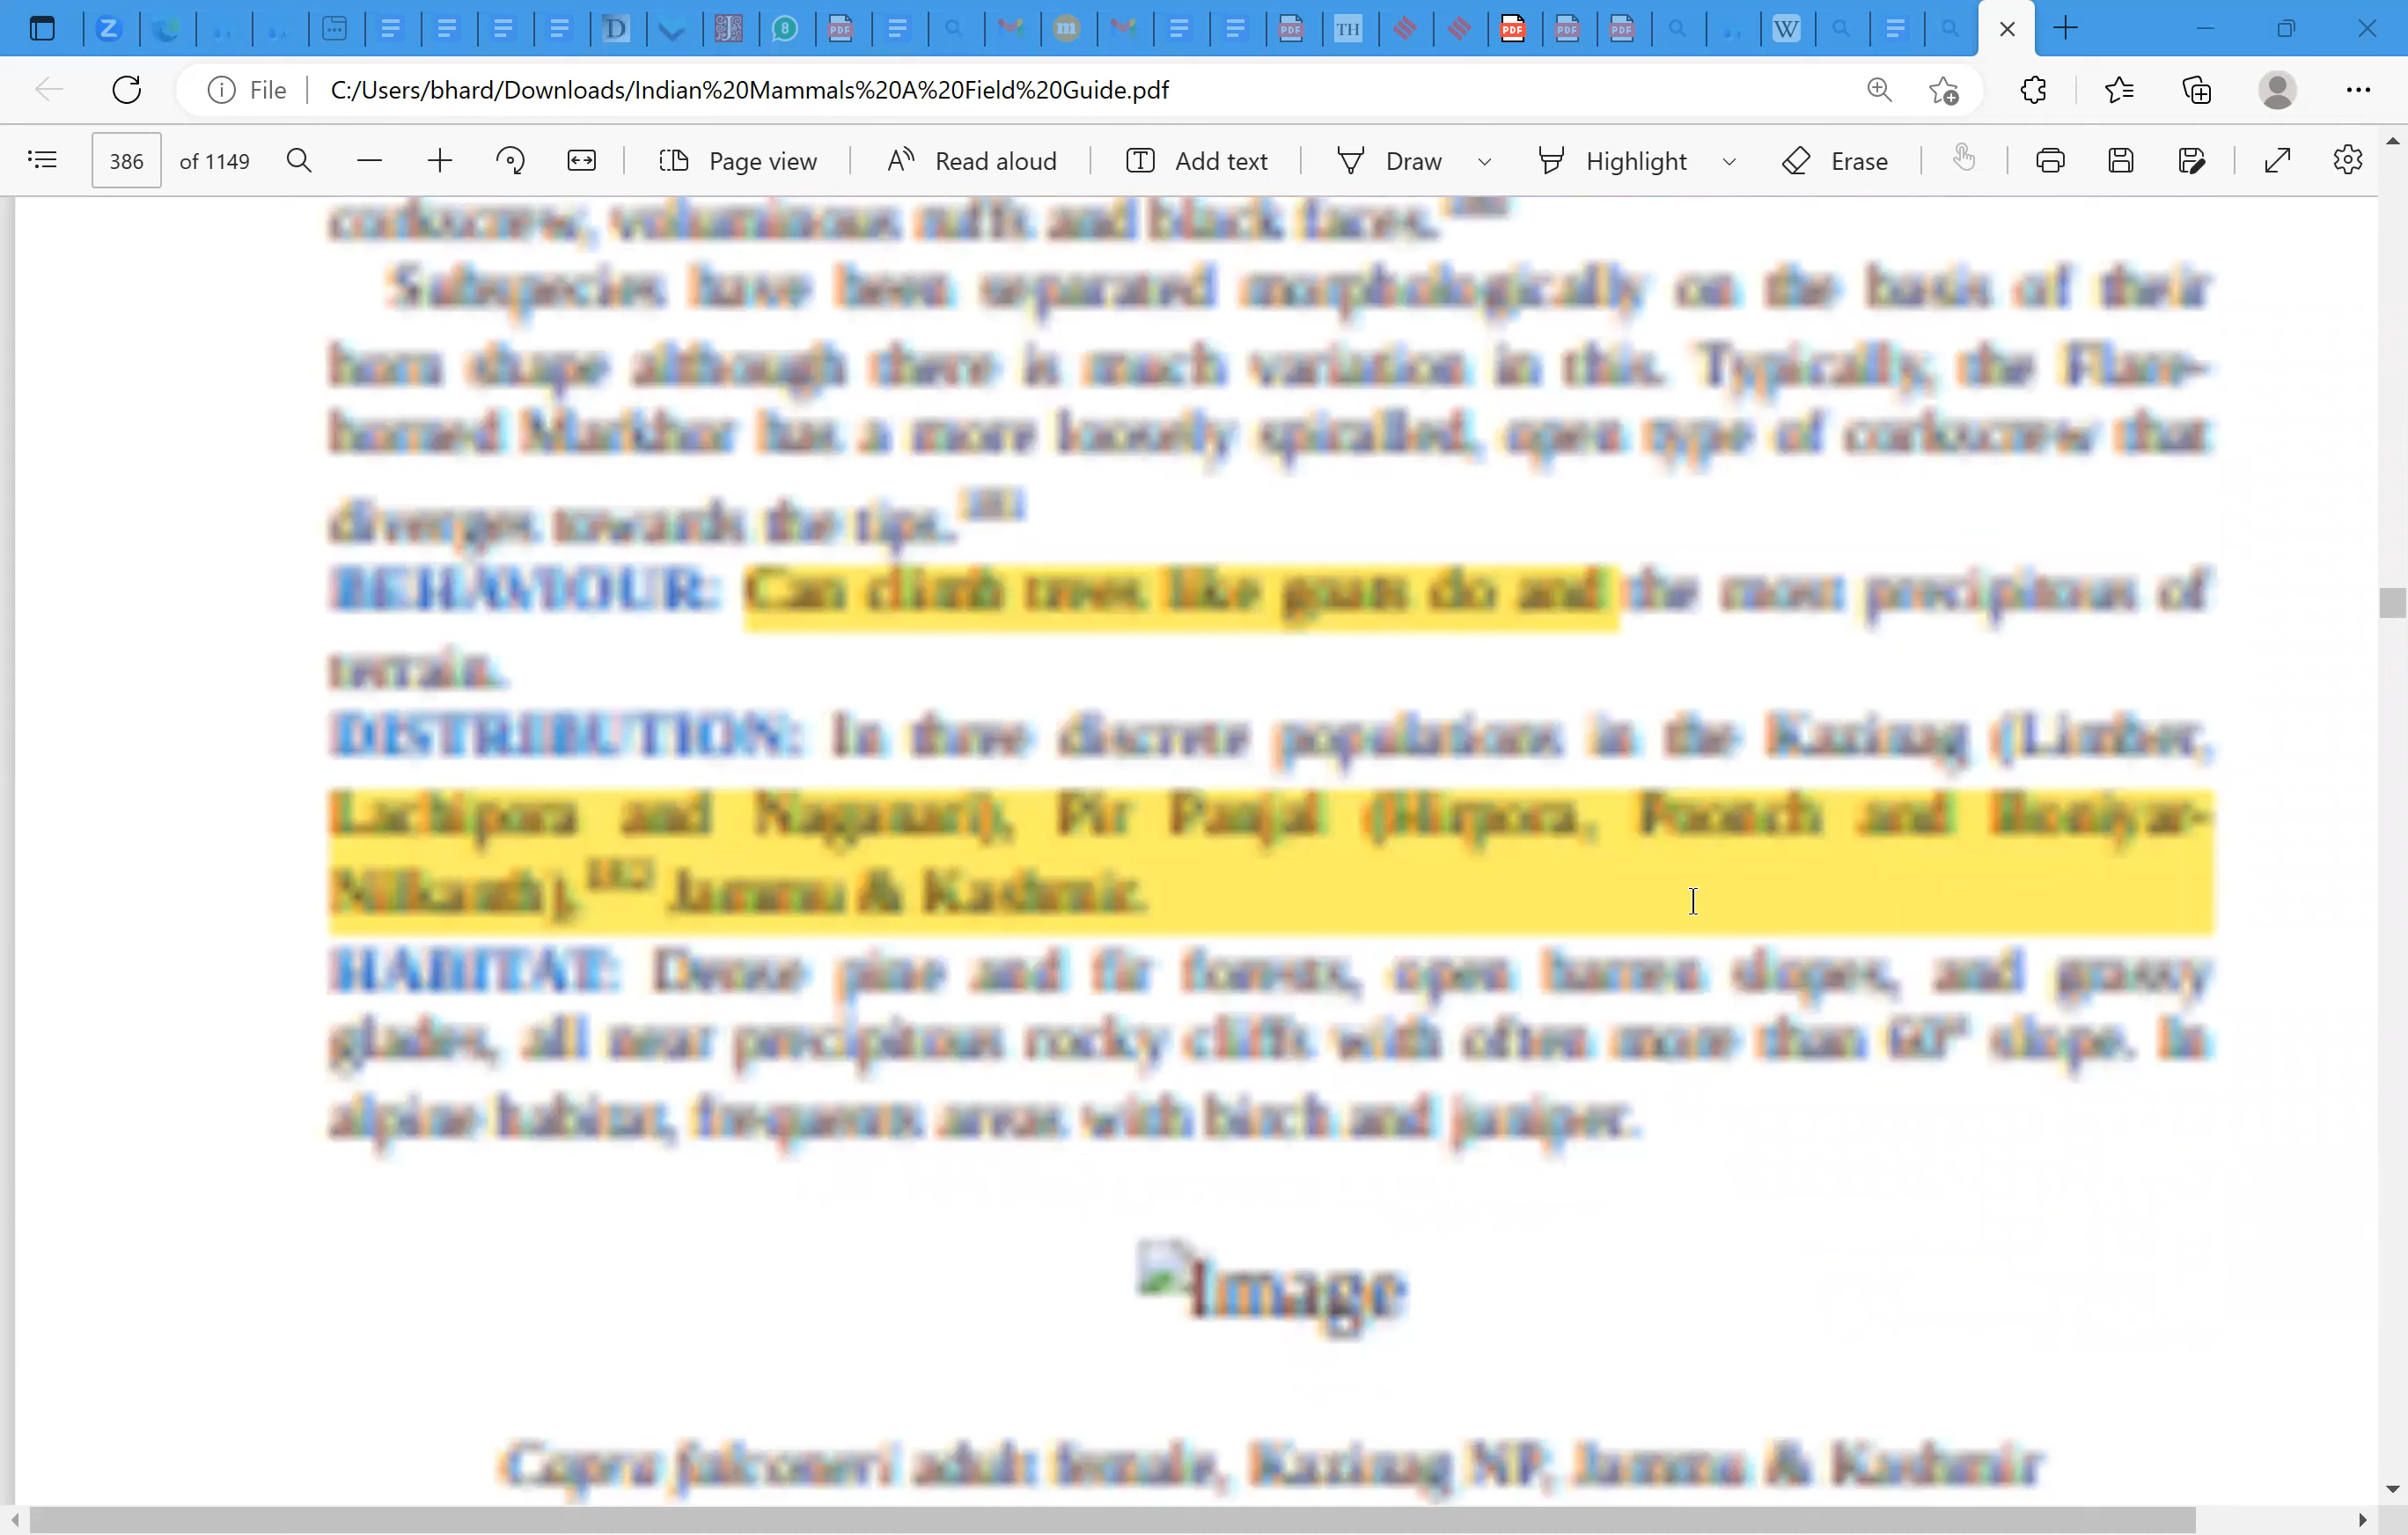 File
C:/Users/bhard/Downloads/Indian%20Mammals%20A%20Field%20Guide.pdf
386 of 1149
Page view
Read aloud
Add text
Draw
Highlight
Erase
corkscrew, voluminous ruffs and black faces.
Subspecies have been separated morphologically on the basis of their
horn shape although there is much variation in this. Typically, the Flare-
horned Markhor has a more loosely spiralled, open type of corkscrew that
diverges towards the tips.181
BEHAVIOUR: Can climb trees like goats do and the most precipitous of
terrain.
DISTRIBUTION: In three discrete populations in the Kazinag (Limber,
Lachipora and Naganari), Pir Panjal (Hirpora, Poonch and Boniyar-
Nilkanth),182 Jammu & Kashmir.
HABITAT: Dense pine and fir forests, open barren slopes, and grassy
glades, all near precipitous rocky cliffs with often more than 60° slope. In
alpine habitat, frequents areas with birch and juniper.
Image
Capra falconeri adult female, Kazinag NP, Jammu & Kashmir